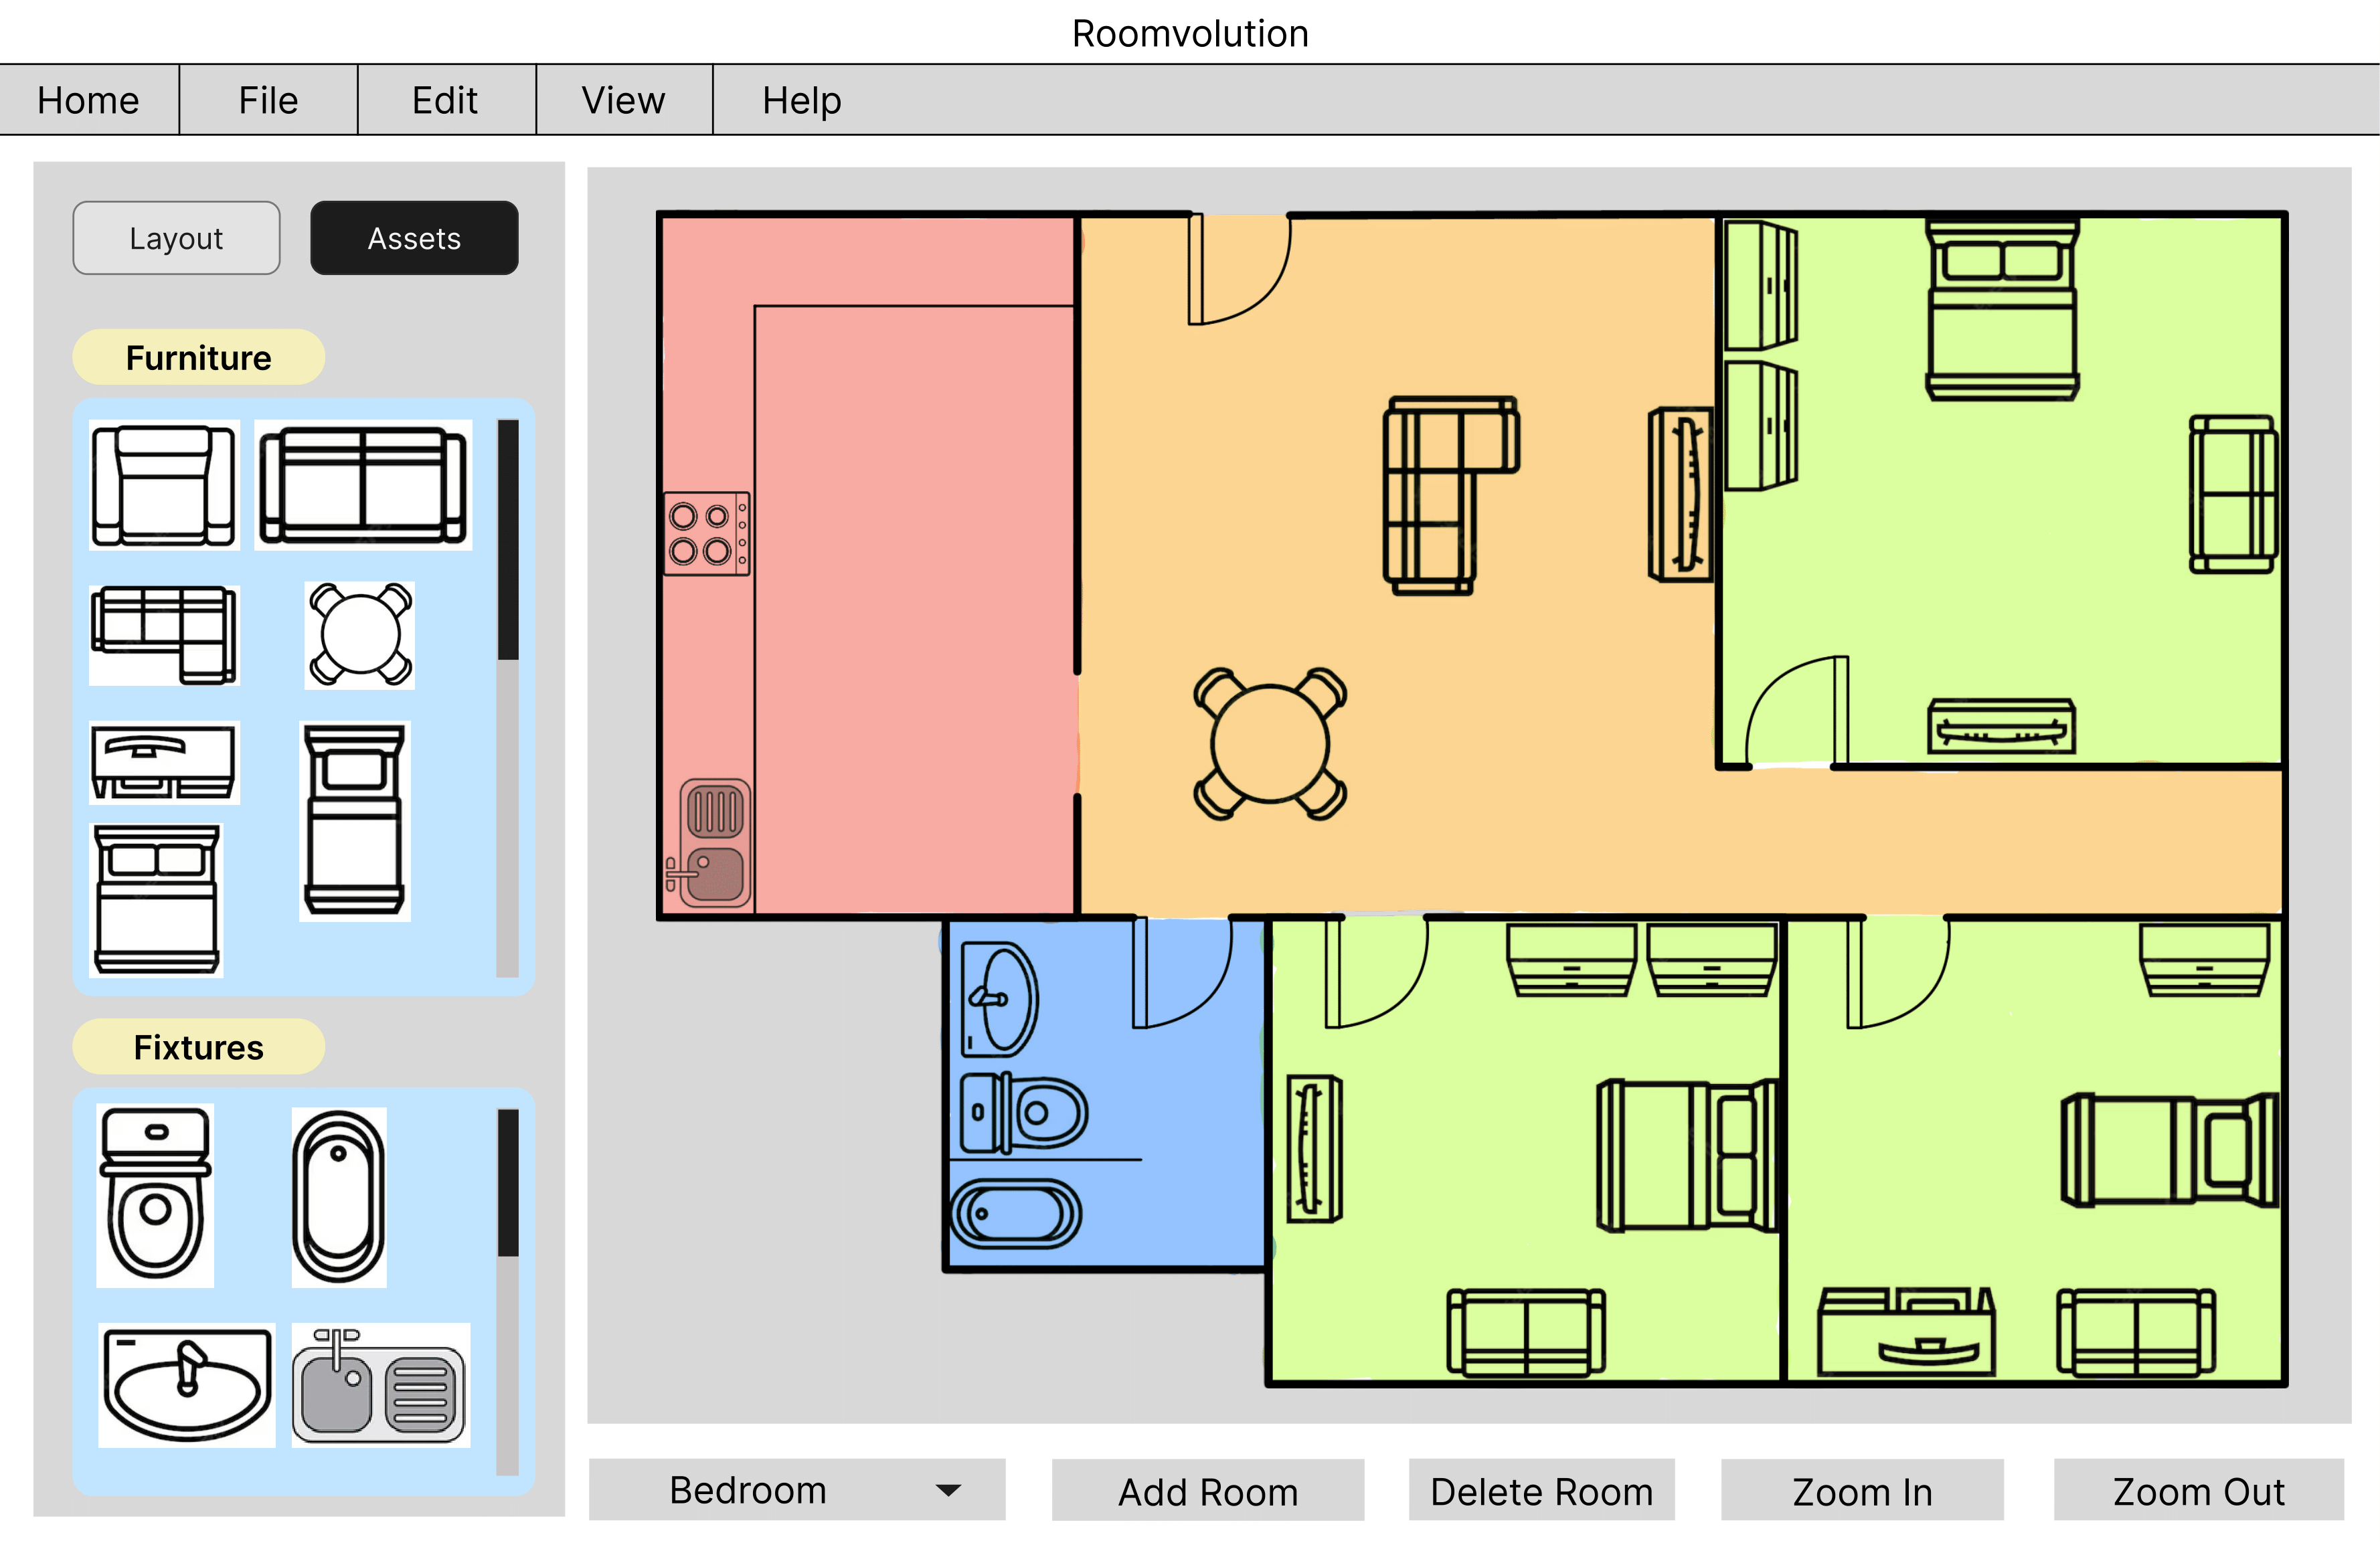 Roomvolution
Home File Edit View Help
Layout Assets
Furniture
Fixtures
Bedroom Add Room Delete Room Zoom In Zoom Out